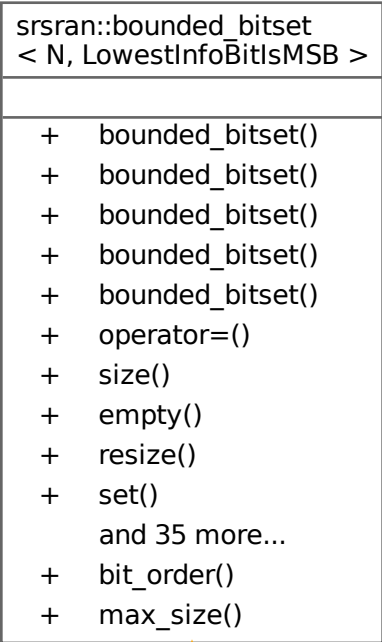 srsran::bounded_bitset
< N, LowestInfoBitIsMSB >
+ bounded_bitset()
+ bounded_bitset()
+ bounded_bitset()
+ bounded_bitset()
+ bounded_bitset()
+ operator=()
+ size()
+ empty()
+ resize()
+ set()
and 35 more...
+ bit_order()
+ max_size()